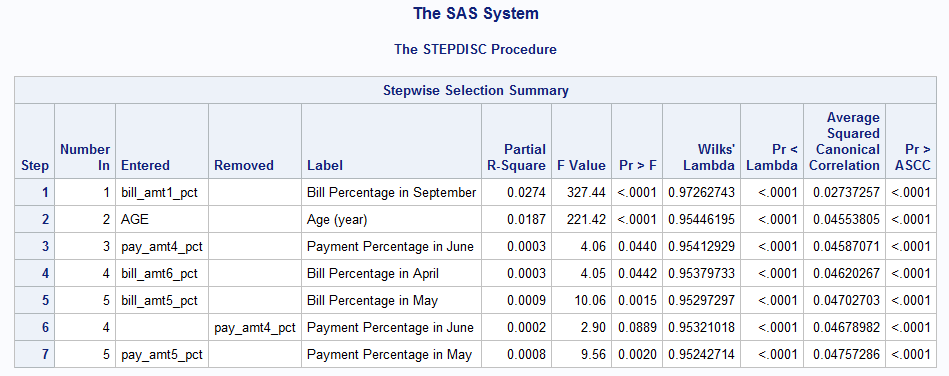 The SAS System
The STEPDISC Procedure
Stepwise Selection Summary
Step Number In Entered Removed Label Partial R-Square F Value Pr > F Wilks' Lambda Pr < Lambda Average Squared Canonical Correlation Pr > ASCC
1 1 bill_amt1_pct Bill Percentage in September 0.0274 327.44 <.0001 0.97262743 <.0001 0.02737257 <.0001
2 2 AGE Age (year) 0.0187 221.42 <.0001 0.95446195 <.0001 0.04553805 <.0001
3 3 pay_amt4_pct Payment Percentage in June 0.0003 4.06 0.0440 0.95412929 <.0001 0.04587071 <.0001
4 4 bill_amt6_pct Bill Percentage in April 0.0003 4.05 0.0442 0.95379733 <.0001 0.04620267 <.0001
5 5 bill_amt5_pct Bill Percentage in May 0.0009 10.06 0.0015 0.95297297 <.0001 0.04702703 <.0001
6 4 pay_amt4_pct Payment Percentage in June 0.0002 2.90 0.0889 0.95321018 <.0001 0.04678982 <.0001
7 5 pay_amt5_pct Payment Percentage in May 0.0008 9.56 0.0020 0.95242714 <.0001 0.04757286 <.0001